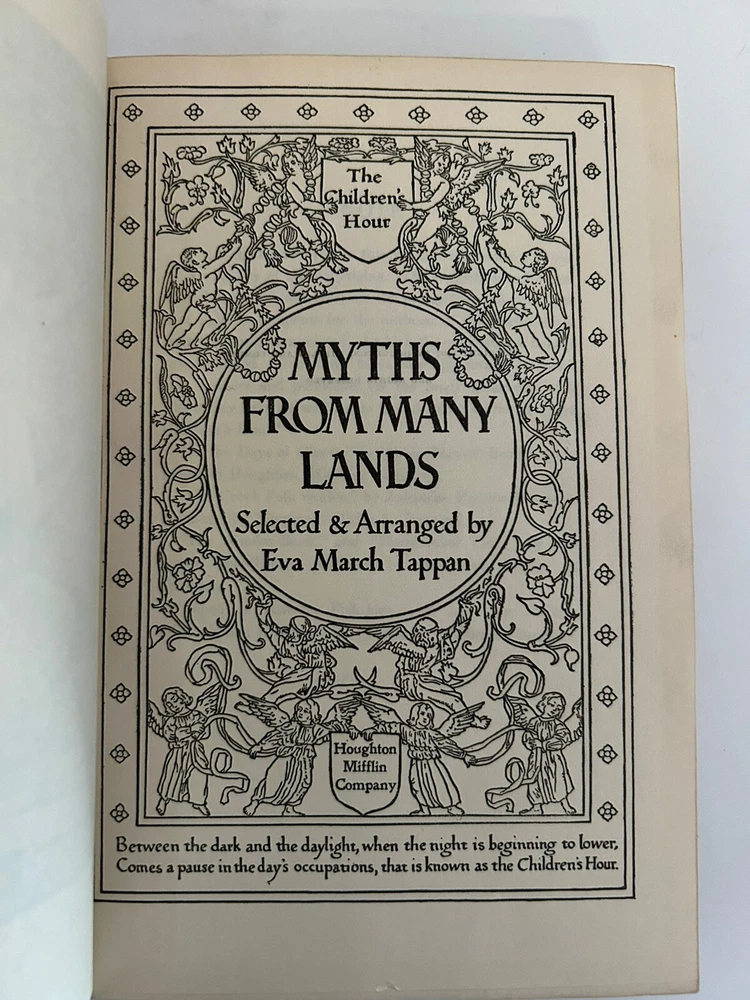 The
Children's
Hour
MYTHS
FROM MANY
LANDS
Selected & Arranged by
Eva March Tappan
Houghton
Mifflin
Company
Between the dark and the daylight, when the night is beginning to lower,
Comes a pause in the day's occupations, that is known as the Children's Hour.